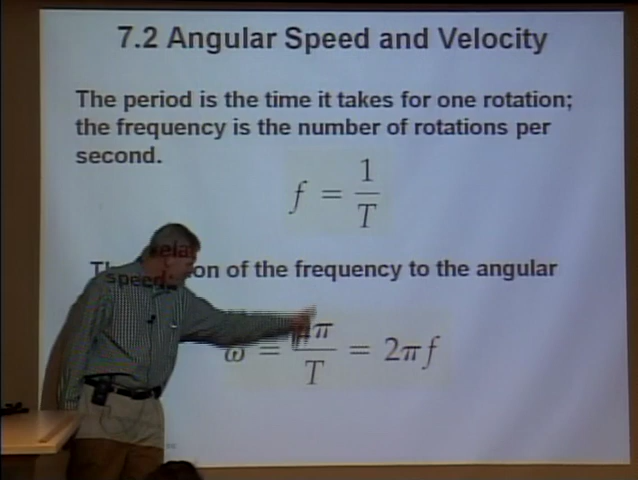 7.2 Angular Speed and Velocity
The period is the time it takes for one rotation;
the frequency is the number of rotations per
second.
f = 1/T
on of the frequency to the angular
speed
ω = π/T = 2πf